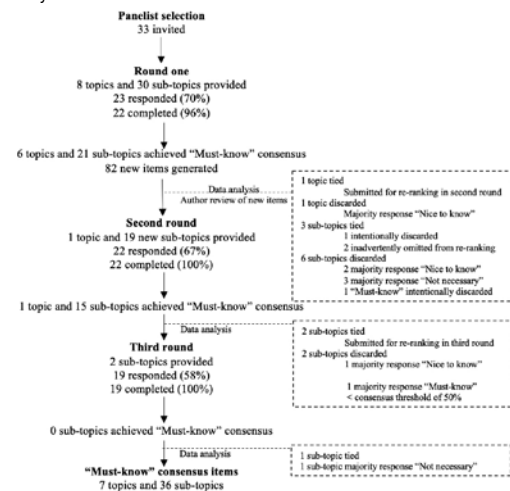 Panelist selection
33 invited
Round one
8 topics and 30 sub-topics provided
23 responded (70%)
22 completed (96%)
6 topics and 21 sub-topics achieved “Must-know” consensus
82 new items generated
Data analysis
Author review of new items
1 topic tied
Submitted for re-ranking in second round
1 topic discarded
Majority response “Nice to know”
3 sub-topics tied
1 intentionally discarded
2 inadvertently omitted from re-ranking
6 sub-topics discarded
2 majority response “Nice to know”
3 majority response “Not necessary”
1 “Must-know” intentionally discarded
Second round
1 topic and 19 new sub-topics provided
22 responded (67%)
22 completed (100%)
1 topic and 15 sub-topics achieved “Must-know” consensus
Data analysis
2 sub-topics tied
Submitted for re-ranking in third round
2 sub-topics discarded
1 majority response “Nice to know”
1 majority response “Must-know”
< consensus threshold of 50%
Third round
2 sub-topics provided
19 responded (58%)
19 completed (100%)
0 sub-topics achieved “Must-know” consensus
Data analysis
1 sub-topic tied
1 sub-topic majority response “Not necessary”
“Must-know” consensus items
7 topics and 36 sub-topics